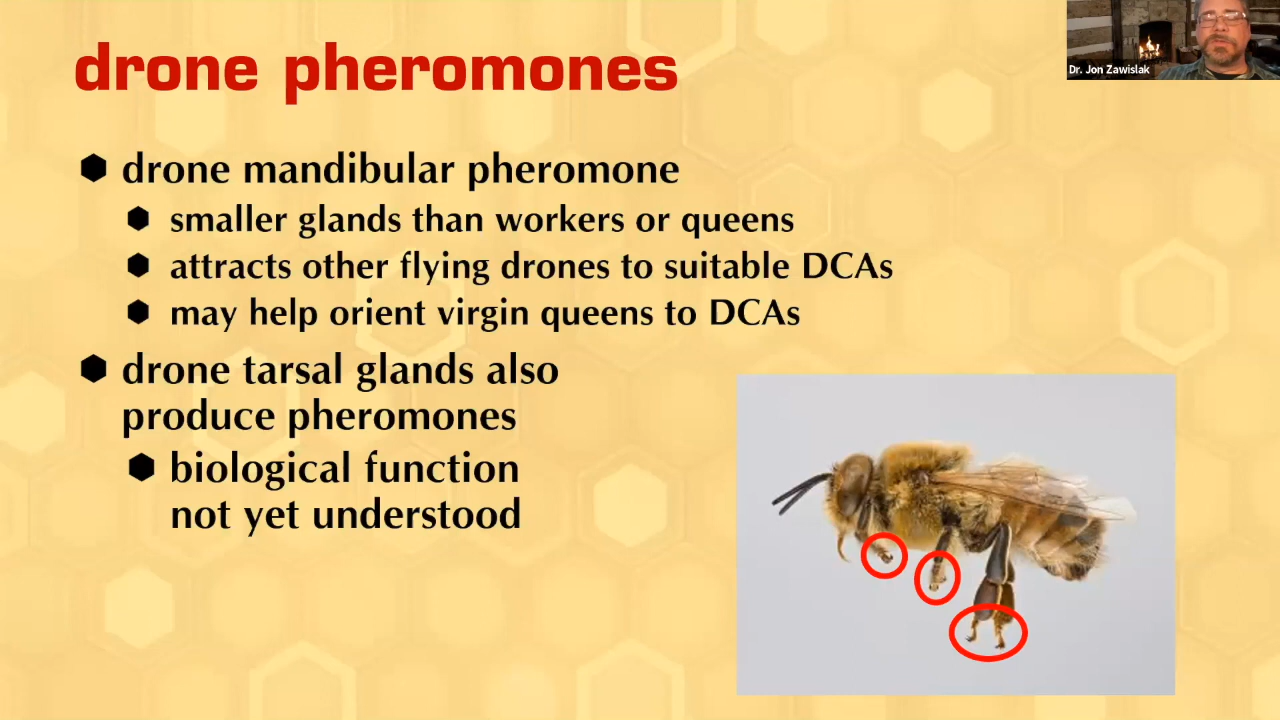 drone pheromones
Dr. Jon Zawislak
drone mandibular pheromone
smaller glands than workers or queens
attracts other flying drones to suitable DCAs
may help orient virgin queens to DCAs
drone tarsal glands also
produce pheromones
biological function
not yet understood